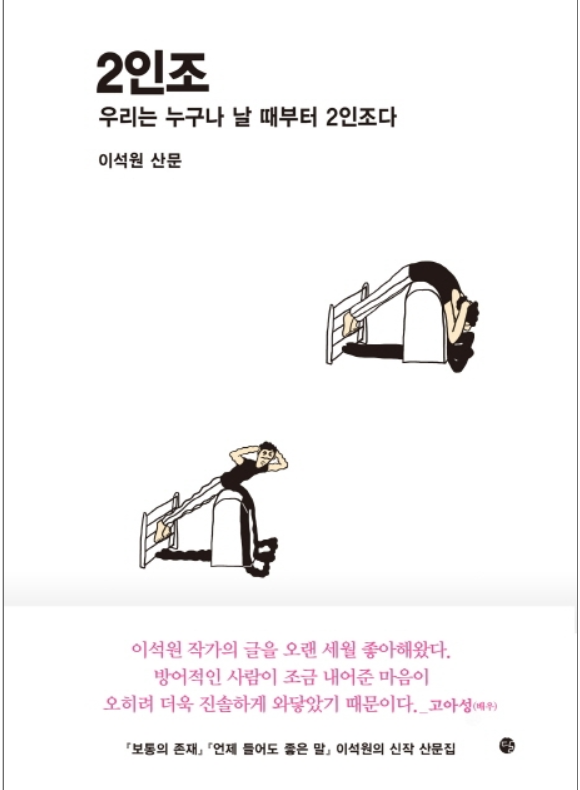 2인조
우리는 누구나 날 때부터 2인조다
이석원 산문
이석원 작가의 글을 오랜 세월 좋아해왔다.
방어적인 사람이 조금 내어준 마음이
오히려 더욱 진솔하게 와닿았기 때문이다._고아성(배우)
『보통의 존재』 『언제 들어도 좋은 말』 이석원의 신작 산문집
달